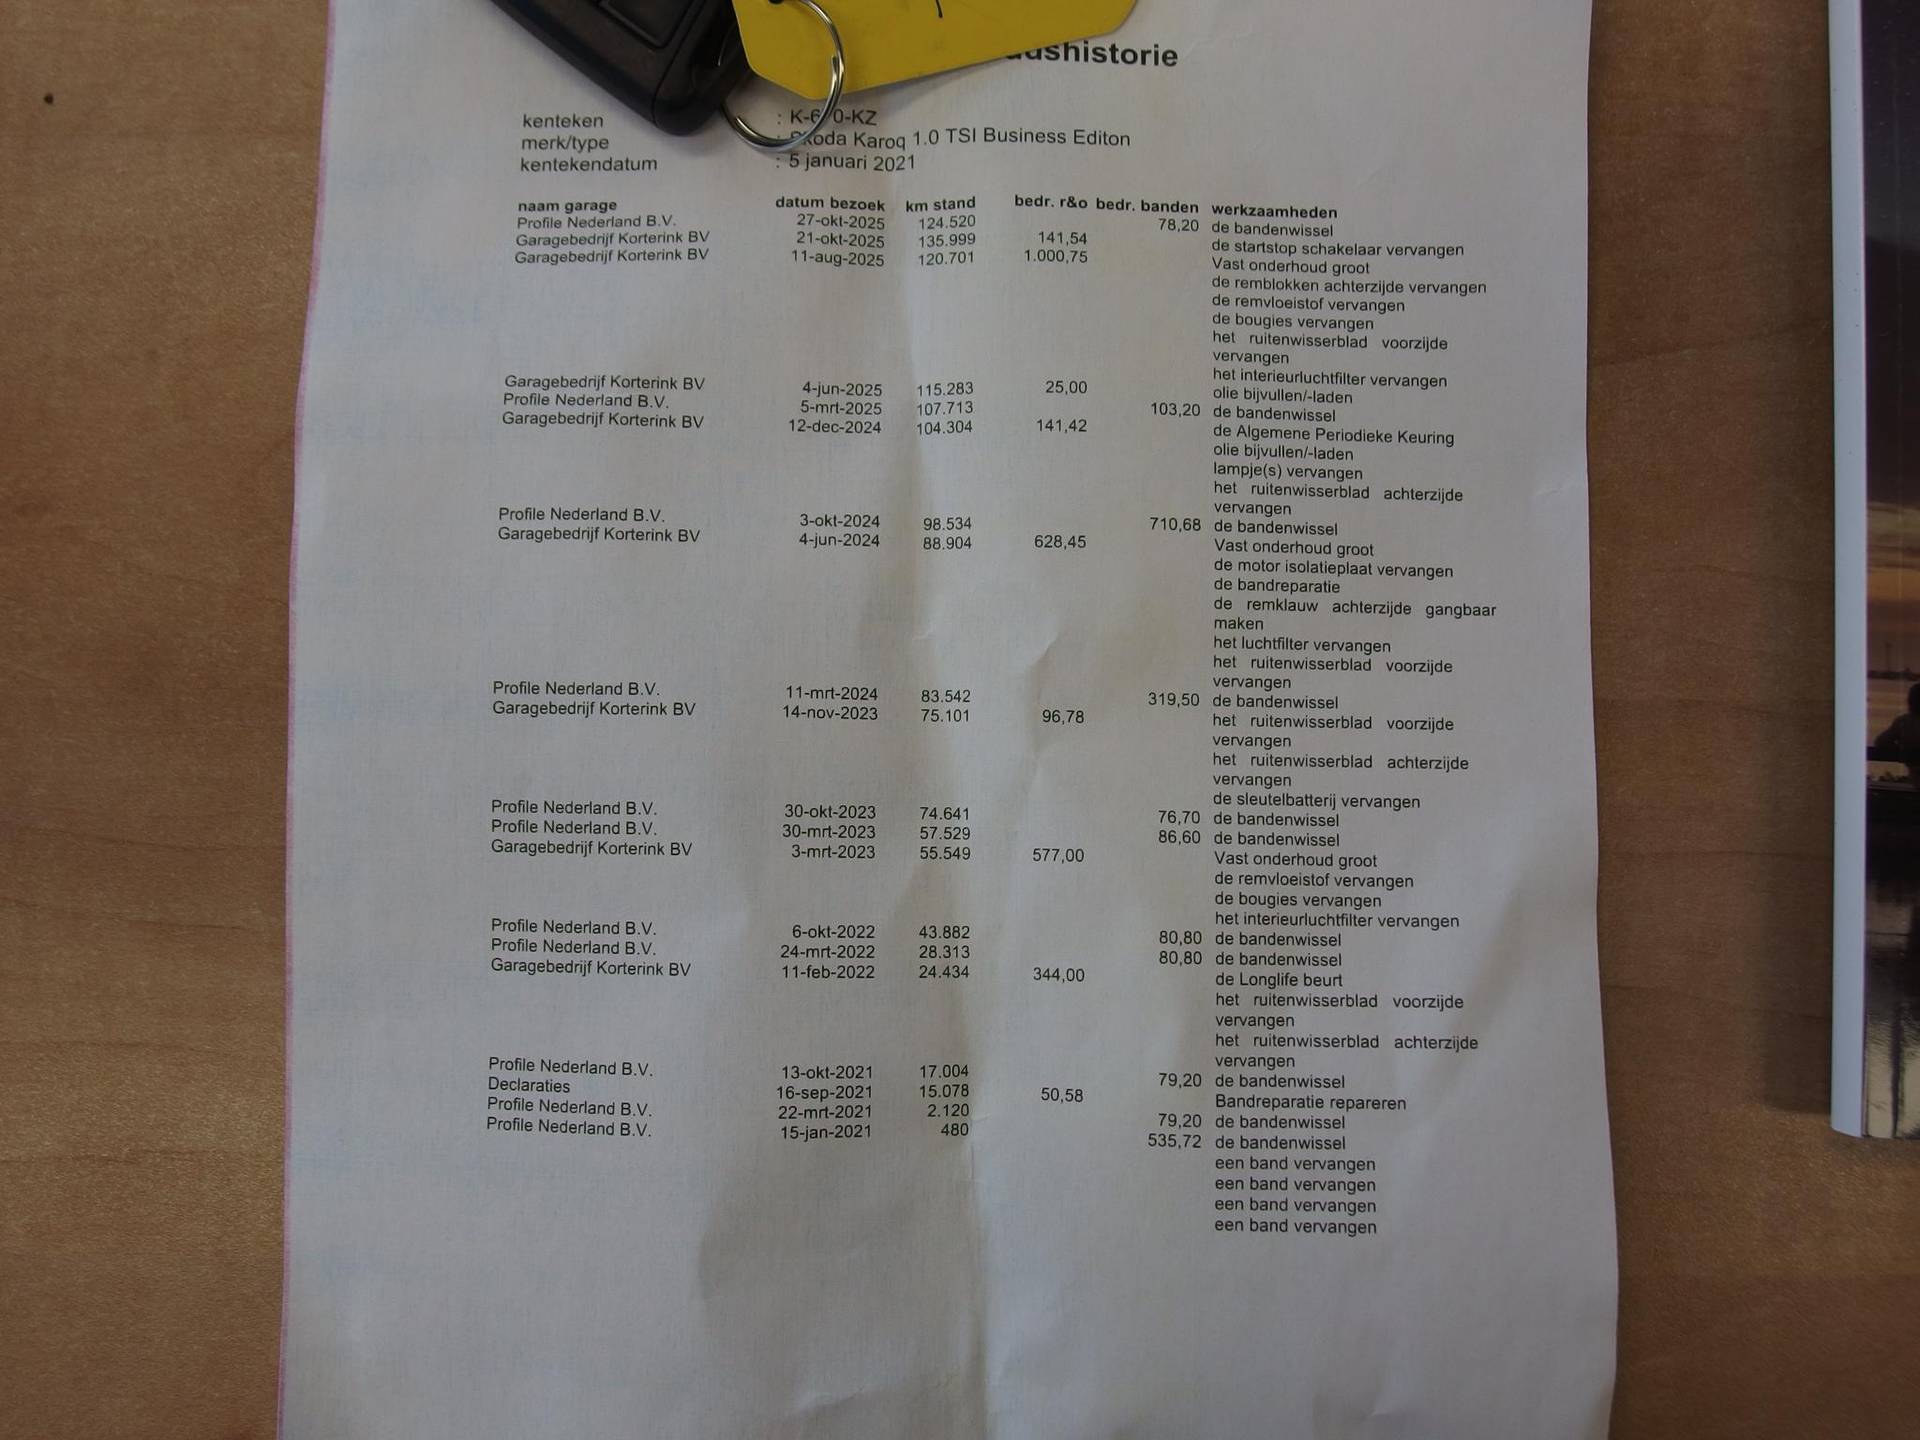 kenteken : K-6 0-KZ
merk/type : Skoda Karoq 1.0 TSI Business Editon
kentekendatum : 5 januari 2021
naam garage datum bezoek km stand bedr. r&o bedr. banden werkzaamheden
Profile Nederland B.V. 27-okt-2025 124.520 78,20 de bandenwissel
Garagebedrijf Korterink BV 21-okt-2025 135.999 141,54 de startstop schakelaar vervangen
Garagebedrijf Korterink BV 11-aug-2025 120.701 1.000,75 Vast onderhoud groot
de remblokken achterzijde vervangen
de remvloeistof vervangen
de bougies vervangen
het ruitenwisserblad voorzijde
vervangen
het interieurluchtfilter vervangen
Garagebedrijf Korterink BV 4-jun-2025 115.283 25,00 olie bijvullen/-laden
Profile Nederland B.V. 5-mrt-2025 107.713 103,20 de bandenwissel
Garagebedrijf Korterink BV 12-dec-2024 104.304 141,42 de Algemene Periodieke Keuring
olie bijvullen/-laden
lampje(s) vervangen
het ruitenwisserblad achterzijde
vervangen
Profile Nederland B.V. 3-okt-2024 98.534 710,68 de bandenwissel
Garagebedrijf Korterink BV 4-jun-2024 88.904 628,45 Vast onderhoud groot
de motor isolatieplaat vervangen
de bandreparatie
de remklauw achterzijde gangbaar
maken
het luchtfilter vervangen
het ruitenwisserblad voorzijde
vervangen
Profile Nederland B.V. 11-mrt-2024 83.542 319,50 de bandenwissel
Garagebedrijf Korterink BV 14-nov-2023 75.101 96,78 het ruitenwisserblad voorzijde
vervangen
het ruitenwisserblad achterzijde
vervangen
de sleutelbatterij vervangen
Profile Nederland B.V. 30-okt-2023 74.641 76,70 de bandenwissel
Profile Nederland B.V. 30-mrt-2023 57.529 86,60 de bandenwissel
Garagebedrijf Korterink BV 3-mrt-2023 55.549 577,00 Vast onderhoud groot
de remvloeistof vervangen
de bougies vervangen
het interieurluchtfilter vervangen
Profile Nederland B.V. 6-okt-2022 43.882 80,80 de bandenwissel
Profile Nederland B.V. 24-mrt-2022 28.313 80,80 de bandenwissel
Garagebedrijf Korterink BV 11-feb-2022 24.434 344,00 de Longlife beurt
het ruitenwisserblad voorzijde
vervangen
het ruitenwisserblad achterzijde
vervangen
Profile Nederland B.V. 13-okt-2021 17.004 79,20 de bandenwissel
Declaraties 16-sep-2021 15.078 50,58 Bandreparatie repareren
Profile Nederland B.V. 22-mrt-2021 2.120 79,20 de bandenwissel
Profile Nederland B.V. 15-jan-2021 480 535,72 de bandenwissel
een band vervangen
een band vervangen
een band vervangen
een band vervangen